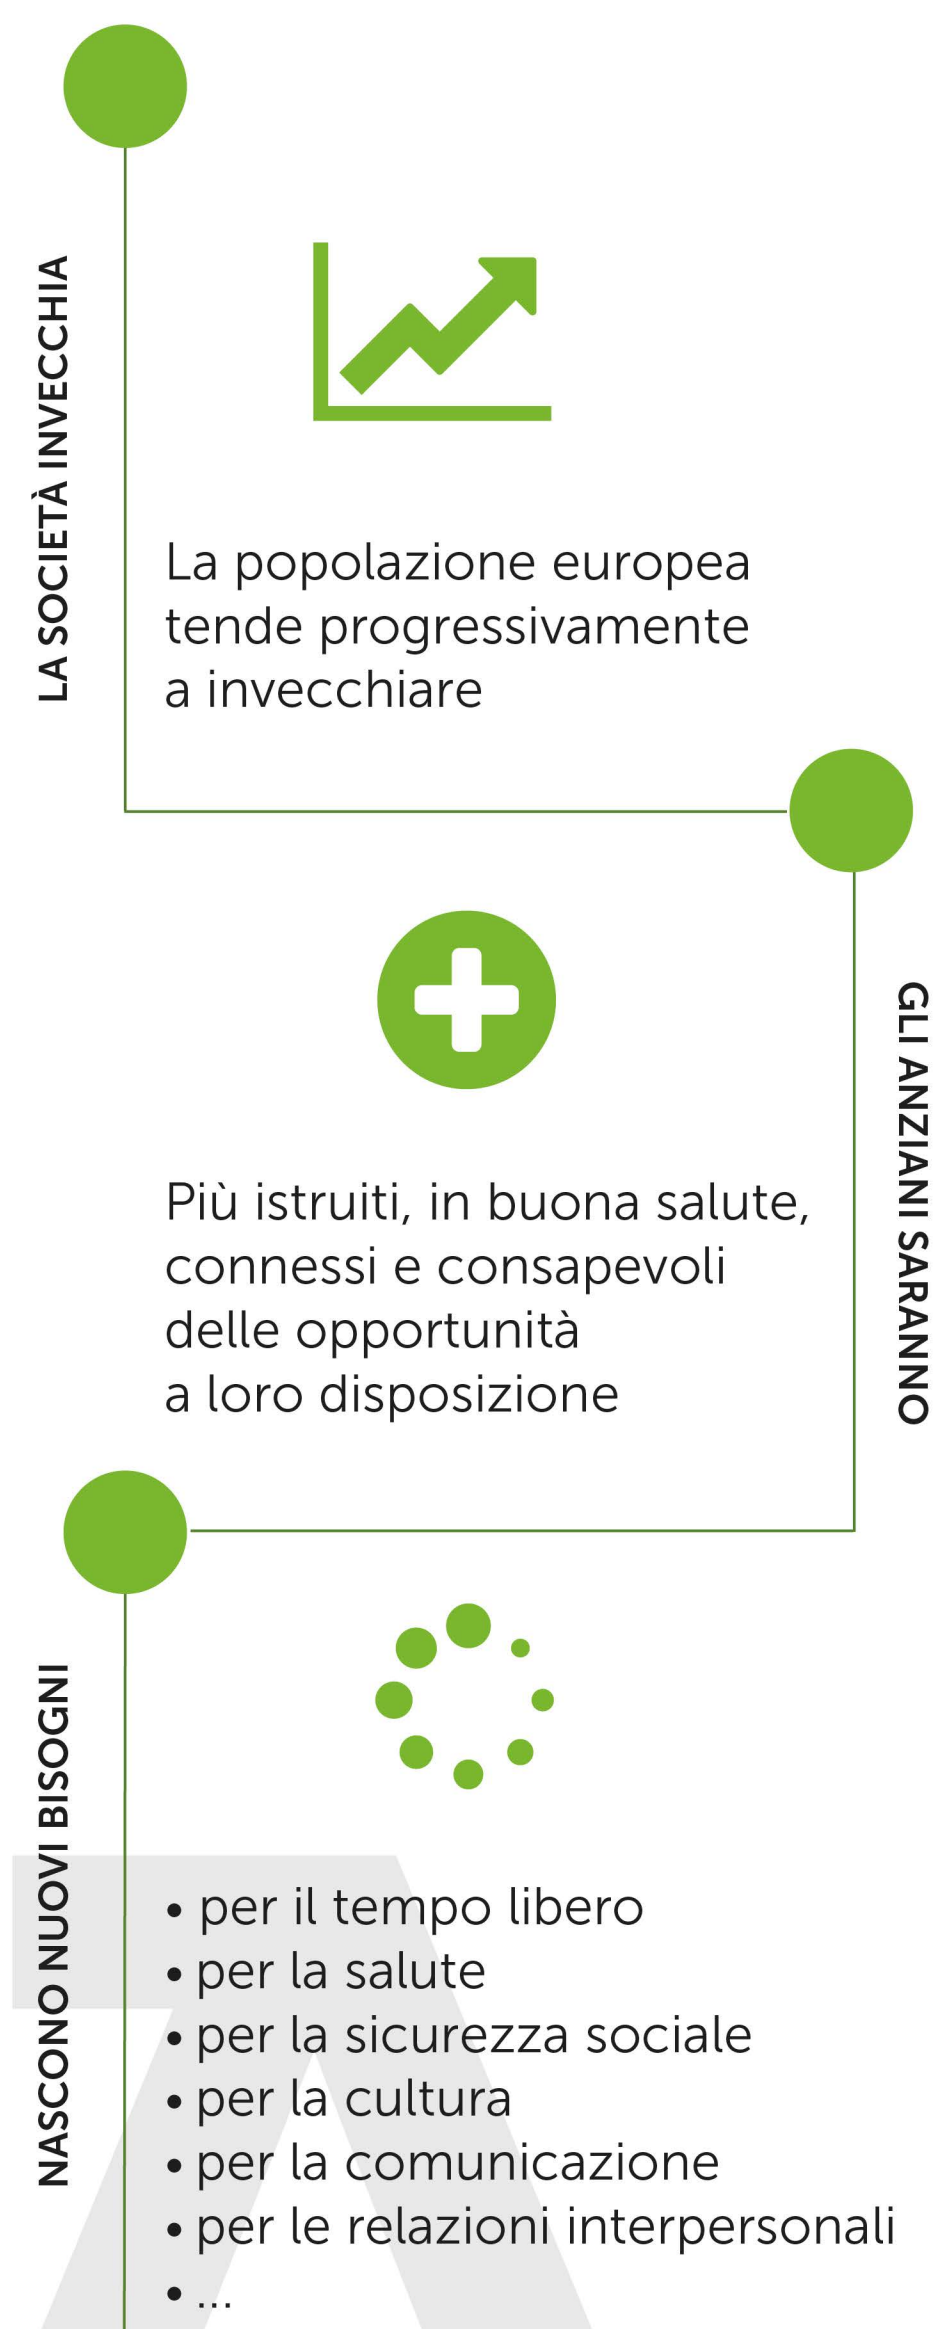 LA SOCIETÀ INVECCHIA
La popolazione europea
tende progressivamente
a invecchiare
GLI ANZIANI SARANNO
Più istruiti, in buona salute,
connessi e consapevoli
delle opportunità
a loro disposizione
NASCONO NUOVI BISOGNI
• per il tempo libero
• per la salute
• per la sicurezza sociale
• per la cultura
• per la comunicazione
• per le relazioni interpersonali
• ...